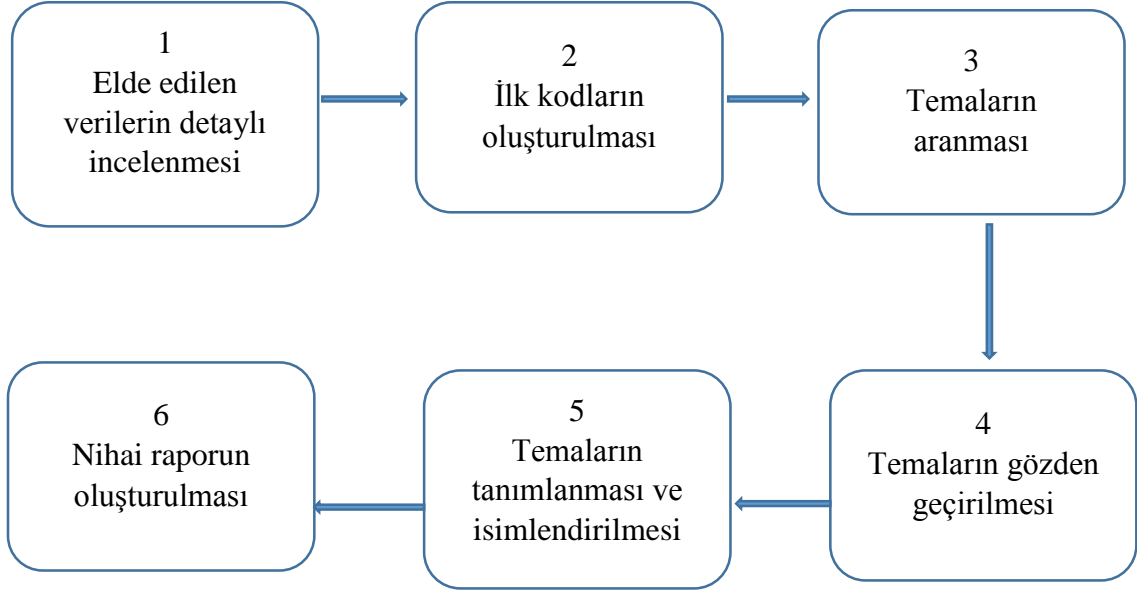 1
Elde edilen
verilerin detaylı
incelenmesi
2
İlk kodların
oluşturulması
3
Temaların
aranması
4
Temaların gözden
geçirilmesi
5
Temaların
tanımlanması ve
isimlendirilmesi
6
Nihai raporun
oluşturulması